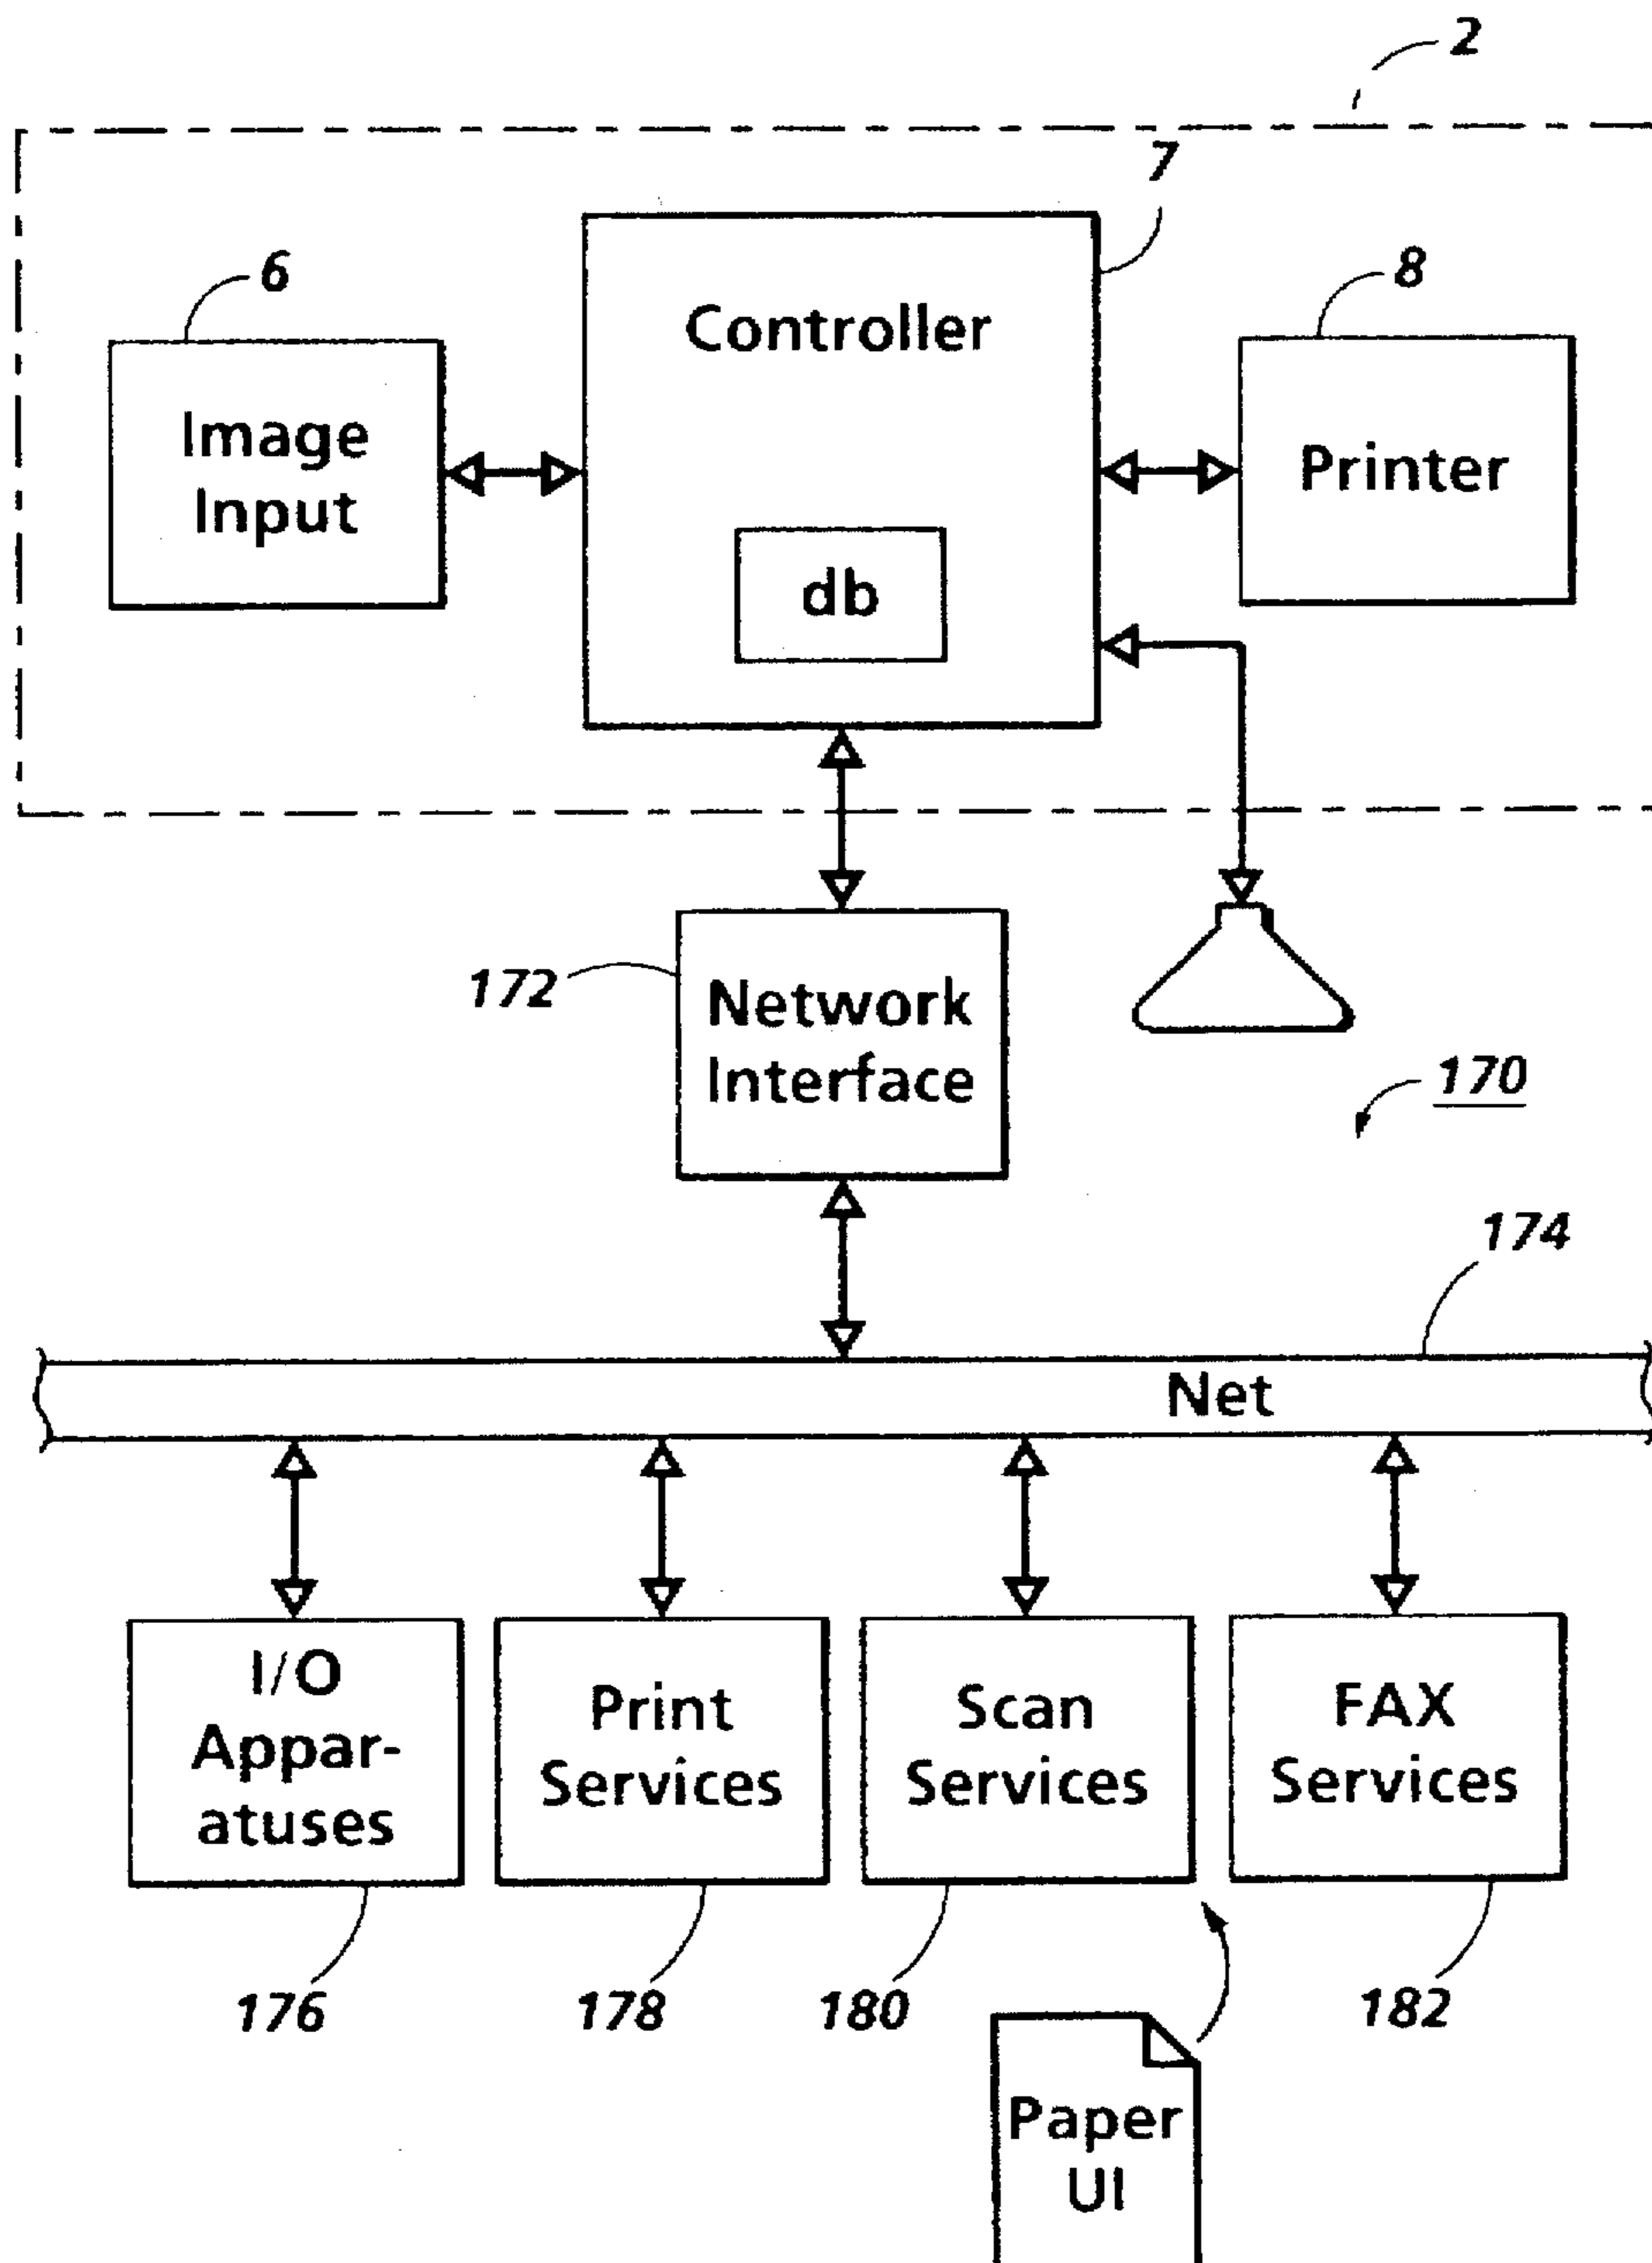 2
7
6
8
Controller
Image
Input
Printer
db
172
Network
Interface
170
174
Net
I/O
Appar-
atuses
Print
Services
Scan
Services
FAX
Services
176
178
180
182
Paper
UI